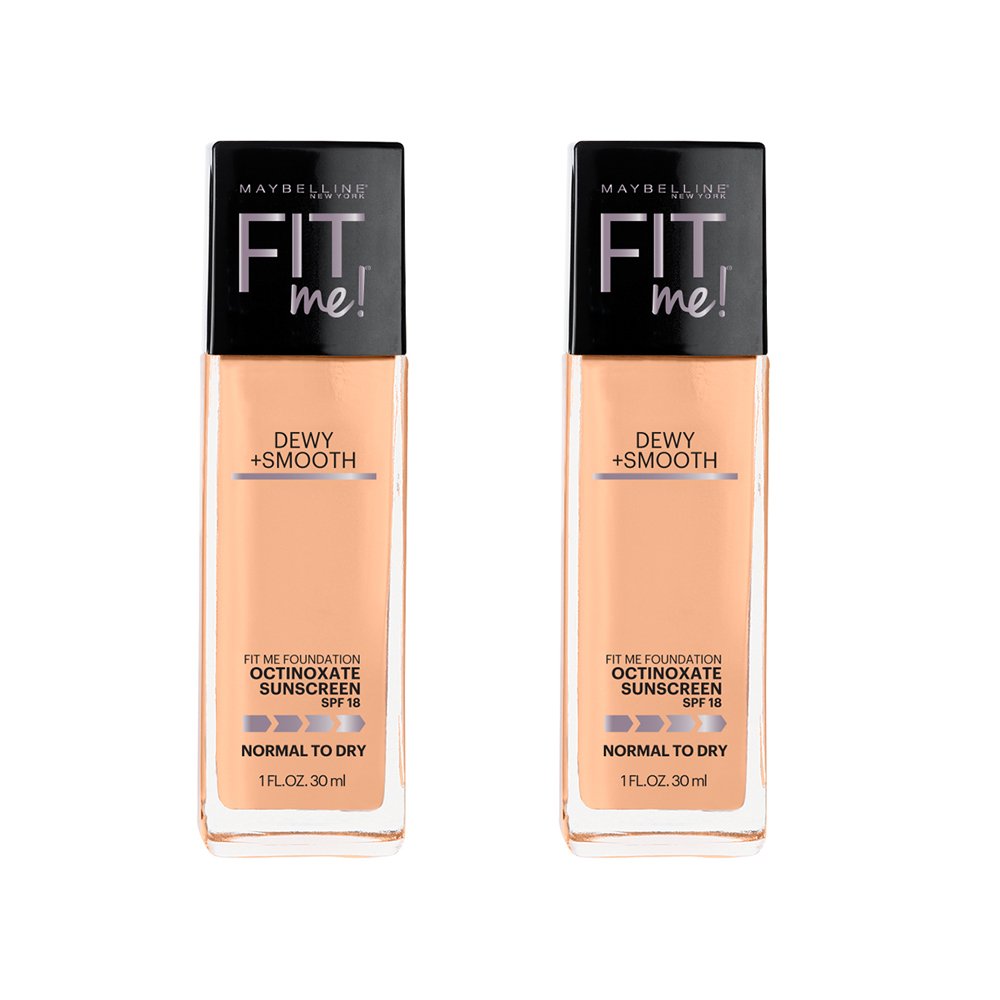 MAYBELLINE®
NEW YORK
FIT
me!
DEWY
+SMOOTH
FIT ME FOUNDATION
OCTINOXATE
SUNSCREEN
SPF 18
NORMAL TO DRY
1 FL.OZ. 30 ml
MAYBELLINE®
NEW YORK
FIT
me!
DEWY
+SMOOTH
FIT ME FOUNDATION
OCTINOXATE
SUNSCREEN
SPF 18
NORMAL TO DRY
1 FL.OZ. 30 ml